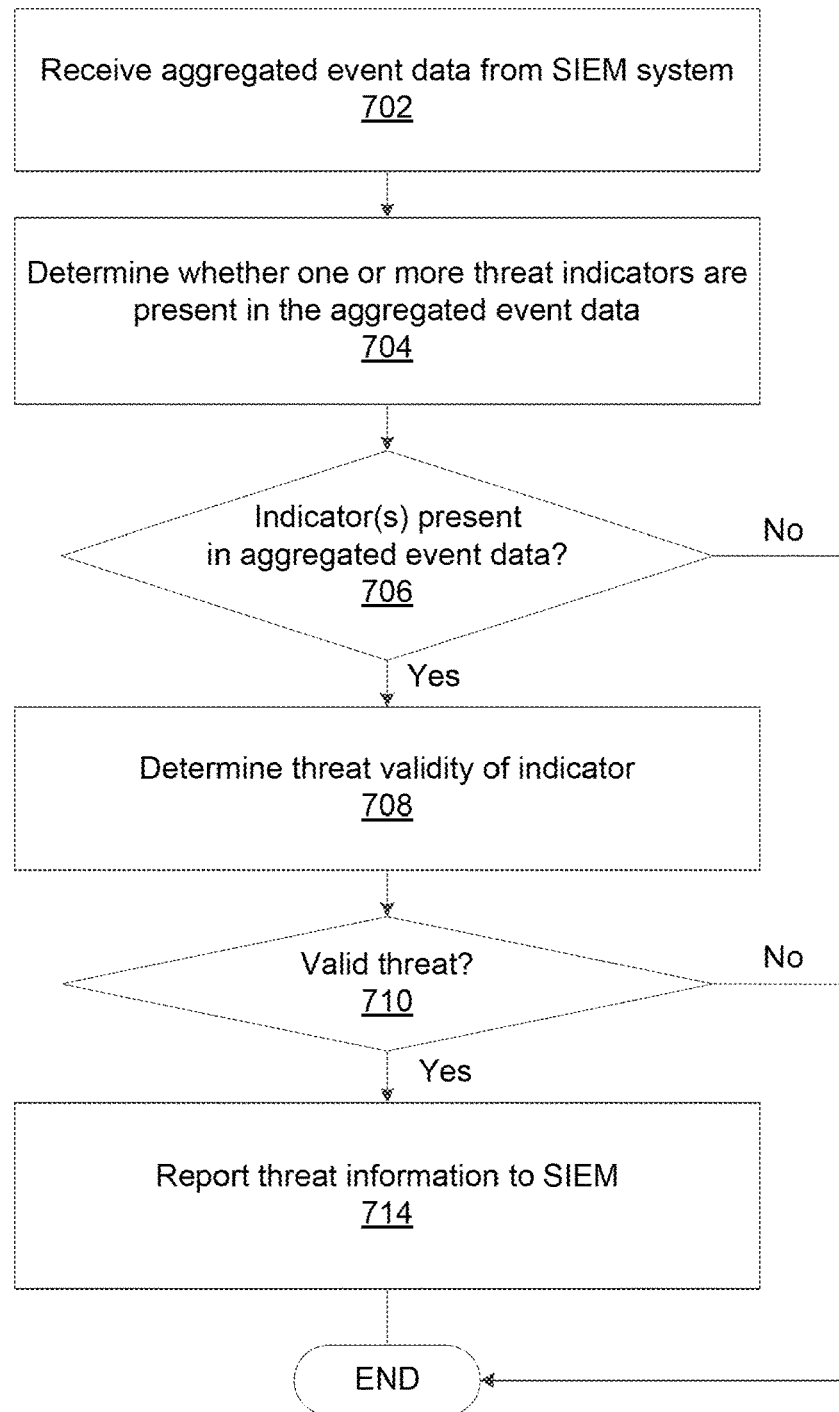 Receive aggregated event data from SIEM system
702
Determine whether one or more threat indicators are
present in the aggregated event data
704
Indicator(s) present
in aggregated event data?
706
No
Yes
Determine threat validity of indicator
708
Valid threat?
710
No
Yes
Report threat information to SIEM
714
END